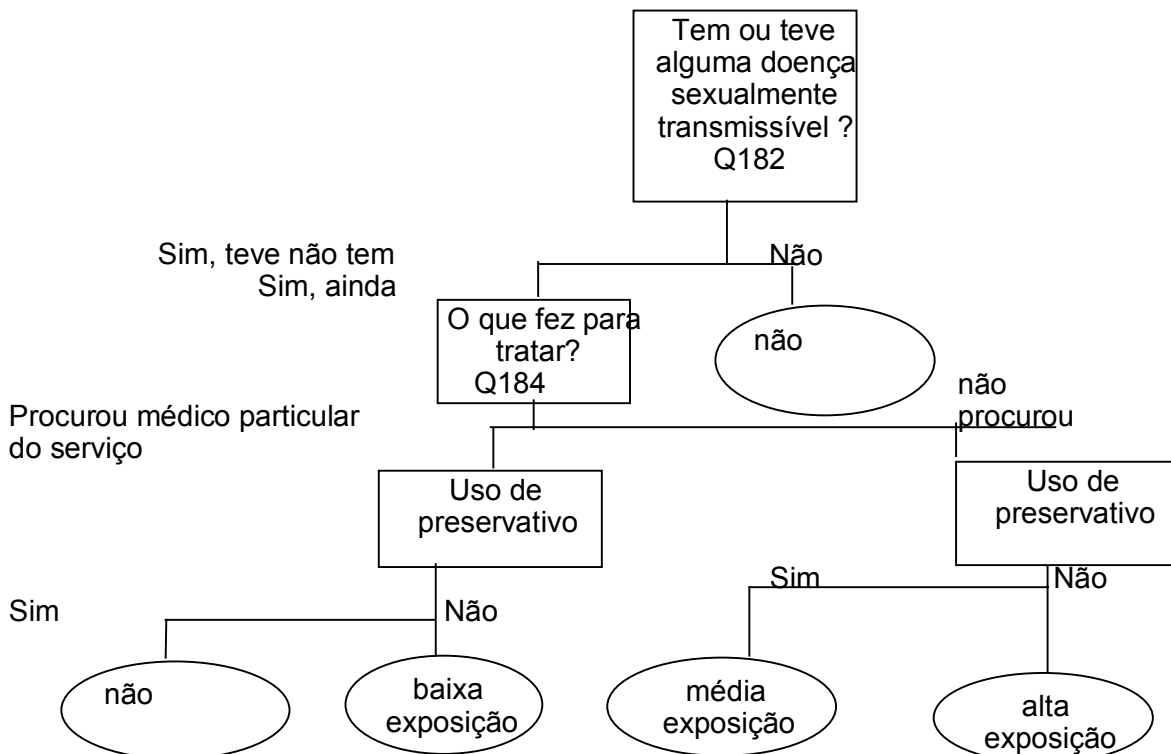 Tem ou teve
alguma doença
sexualmente
transmissível ?
Q182
Sim, teve não tem
Sim, ainda
Não
O que fez para
tratar?
Q184
não
Procurou médico particular
do serviço
não
procurou
Uso de
preservativo
Uso de
preservativo
Sim
Não
Sim
Não
não
baixa
exposição
média
exposição
alta
exposição